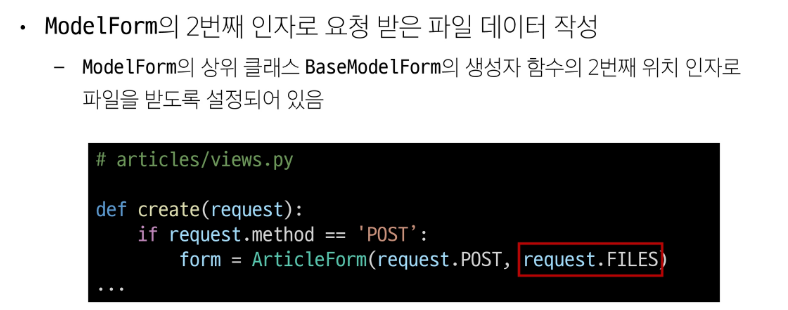 • ModelForm의 2번째 인자로 요청 받은 파일 데이터 작성
– ModelForm의 상위 클래스 BaseModelForm의 생성자 함수의 2번째 위치 인자로
파일을 받도록 설정되어 있음
# articles/views.py
def create(request):
    if request.method == 'POST’:
        form = ArticleForm(request.POST, request.FILES)
...